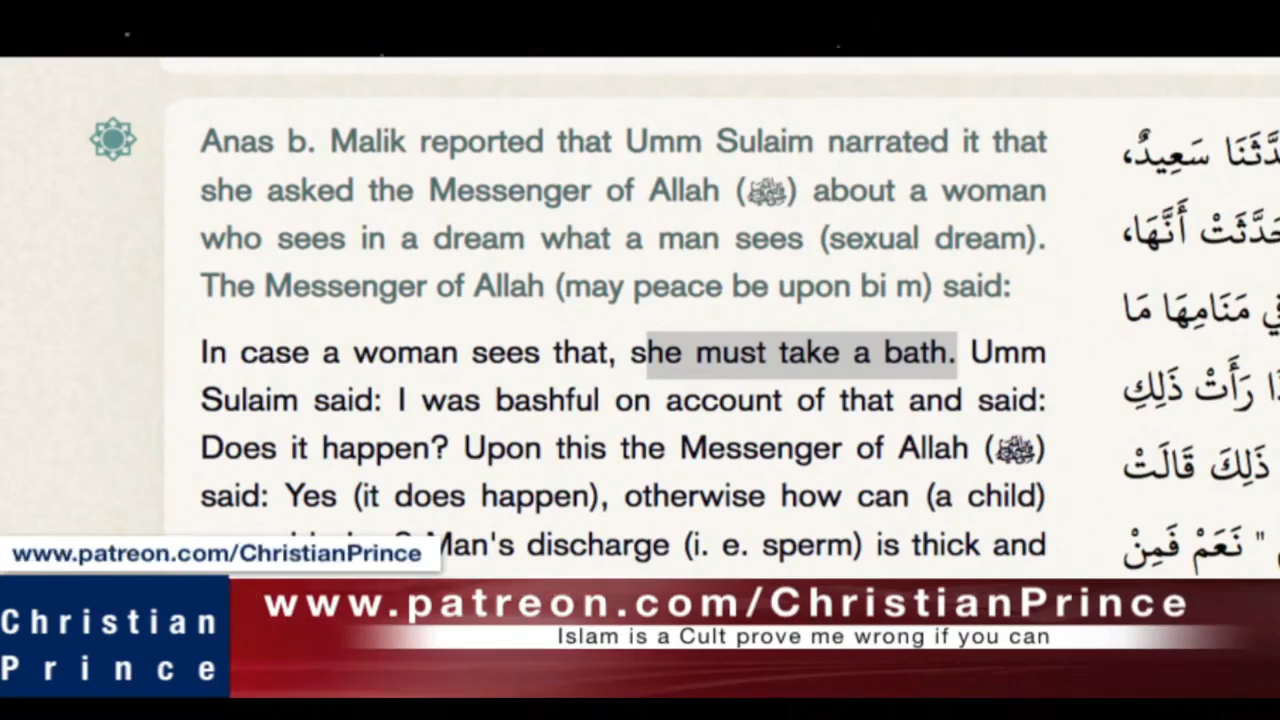 Anas b. Malik reported that Umm Sulaim narrated it that
she asked the Messenger of Allah (ﷺ) about a woman
who sees in a dream what a man sees (sexual dream).
The Messenger of Allah (may peace be upon bi m) said:
In case a woman sees that, she must take a bath. Umm
Sulaim said: I was bashful on account of that and said:
Does it happen? Upon this the Messenger of Allah (ﷺ)
said: Yes (it does happen), otherwise how can (a child)
Man's discharge (i. e. sperm) is thick and
سَعِيدٌ،
حَدَّثَتْ أَنَّهَا،
مَنَامِهَا مَا
رَأَتْ ذَلِكِ
ذَلِكَ قَالَتْ
" نَعَمْ فَمِنْ
www.patreon.com/ChristianPrince
Christian
Prince
www.patreon.com/ChristianPrince
Islam is a Cult prove me wrong if you can